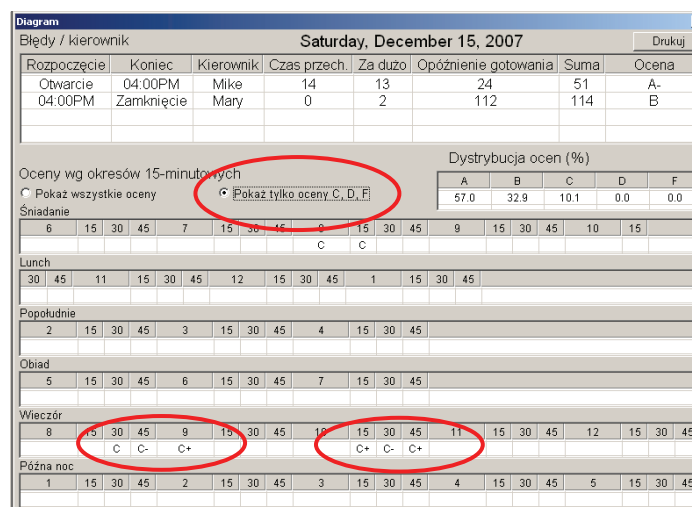 Diagram
Błędy / kierownik Saturday, December 15, 2007 Drukuj
Rozpoczęcie Koniec Kierownik Czas przech. Za dużo Opóźnienie gotowania Suma Ocena
Otwarcie 04:00PM Mike 14 13 24 51 A-
04:00PM Zamknięcie Mary 0 2 112 114 B
Dystrybucja ocen (%)
Oceny wg okresów 15-minutowych
A B C D F
Pokaż wszystkie oceny Pokaż tylko oceny C, D, F
57.0 32.9 10.1 0.0 0.0
Śniadanie
6 15 30 45 7 15 30 45 8 15 30 45 9 15 30 45 10 15
C C
Lunch
30 45 11 15 30 45 12 15 30 45 1 15 30 45
Popołudnie
2 15 30 45 3 15 30 45 4 15 30 45
Obiad
5 15 30 45 6 15 30 45 7 15 30 45
Wieczór
8 15 30 45 9 15 30 45 10 15 30 45 11 15 30 45 12 15 30 45
C C- C+ C+ C- C+
Późna noc
1 15 30 45 2 15 30 45 3 15 30 45 4 15 30 45 5 15 30 45